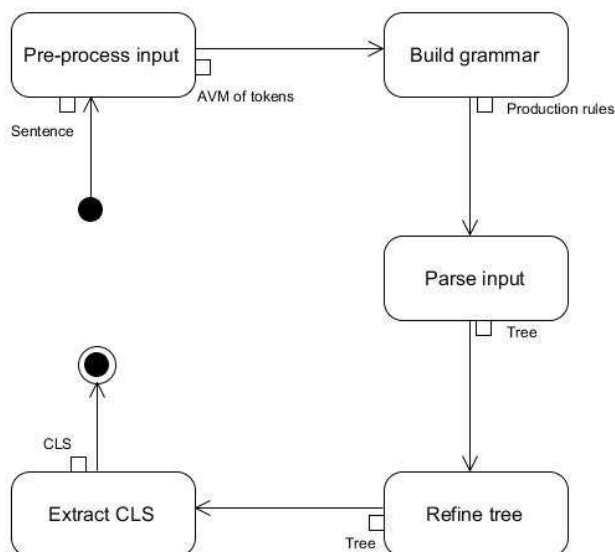 Pre-process input
Build grammar
AVM of tokens
Production rules
Sentence
Parse input
Tree
CLS
Extract CLS
Refine tree
Tree